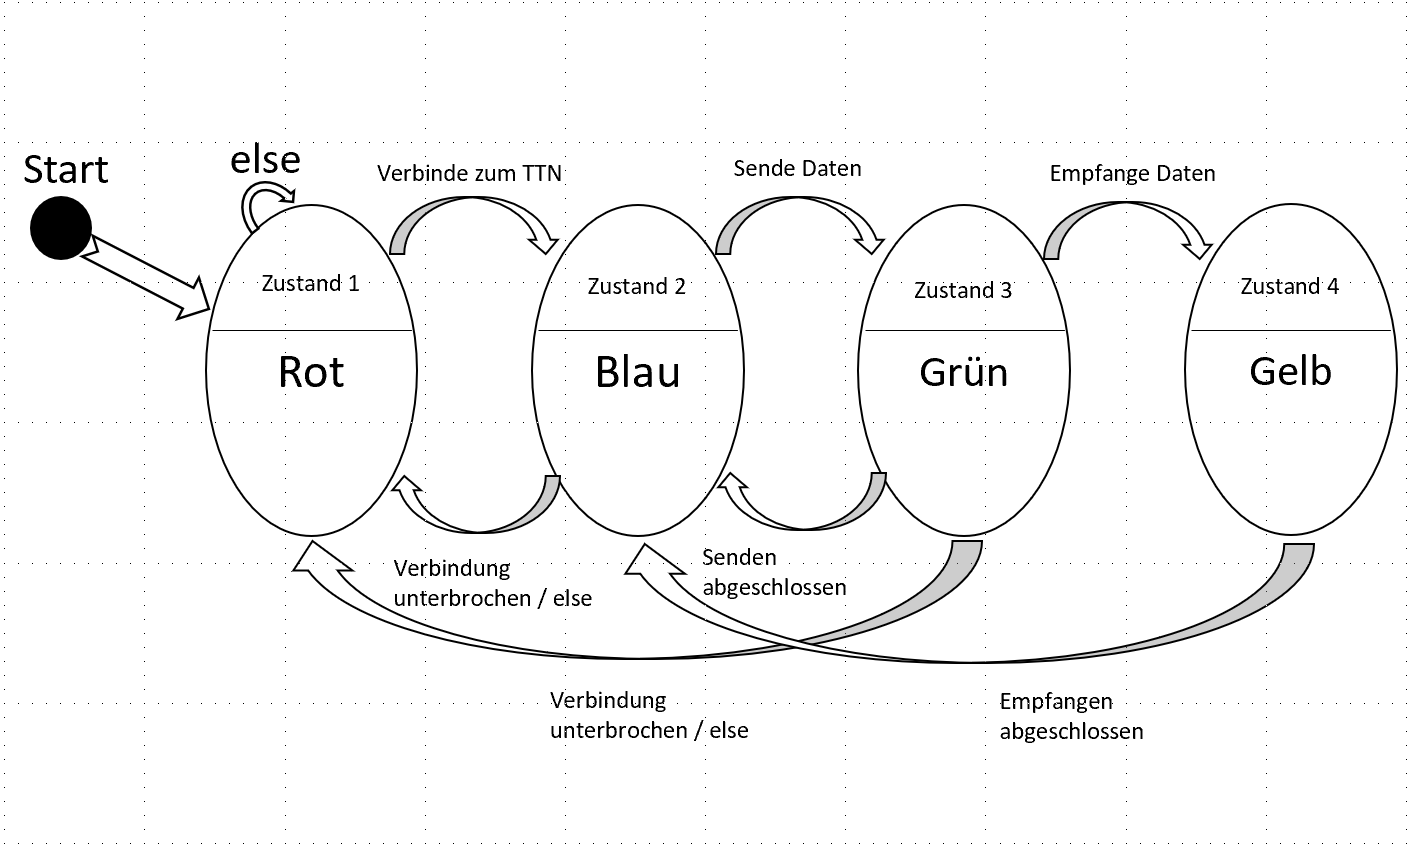 Start
else
Verbinde zum TTN
Sende Daten
Empfange Daten
Zustand 1
Zustand 2
Zustand 3
Zustand 4
Rot
Blau
Grün
Gelb
Verbindung
unterbrochen / else
Senden
abgeschlossen
Verbindung
unterbrochen / else
Empfangen
abgeschlossen